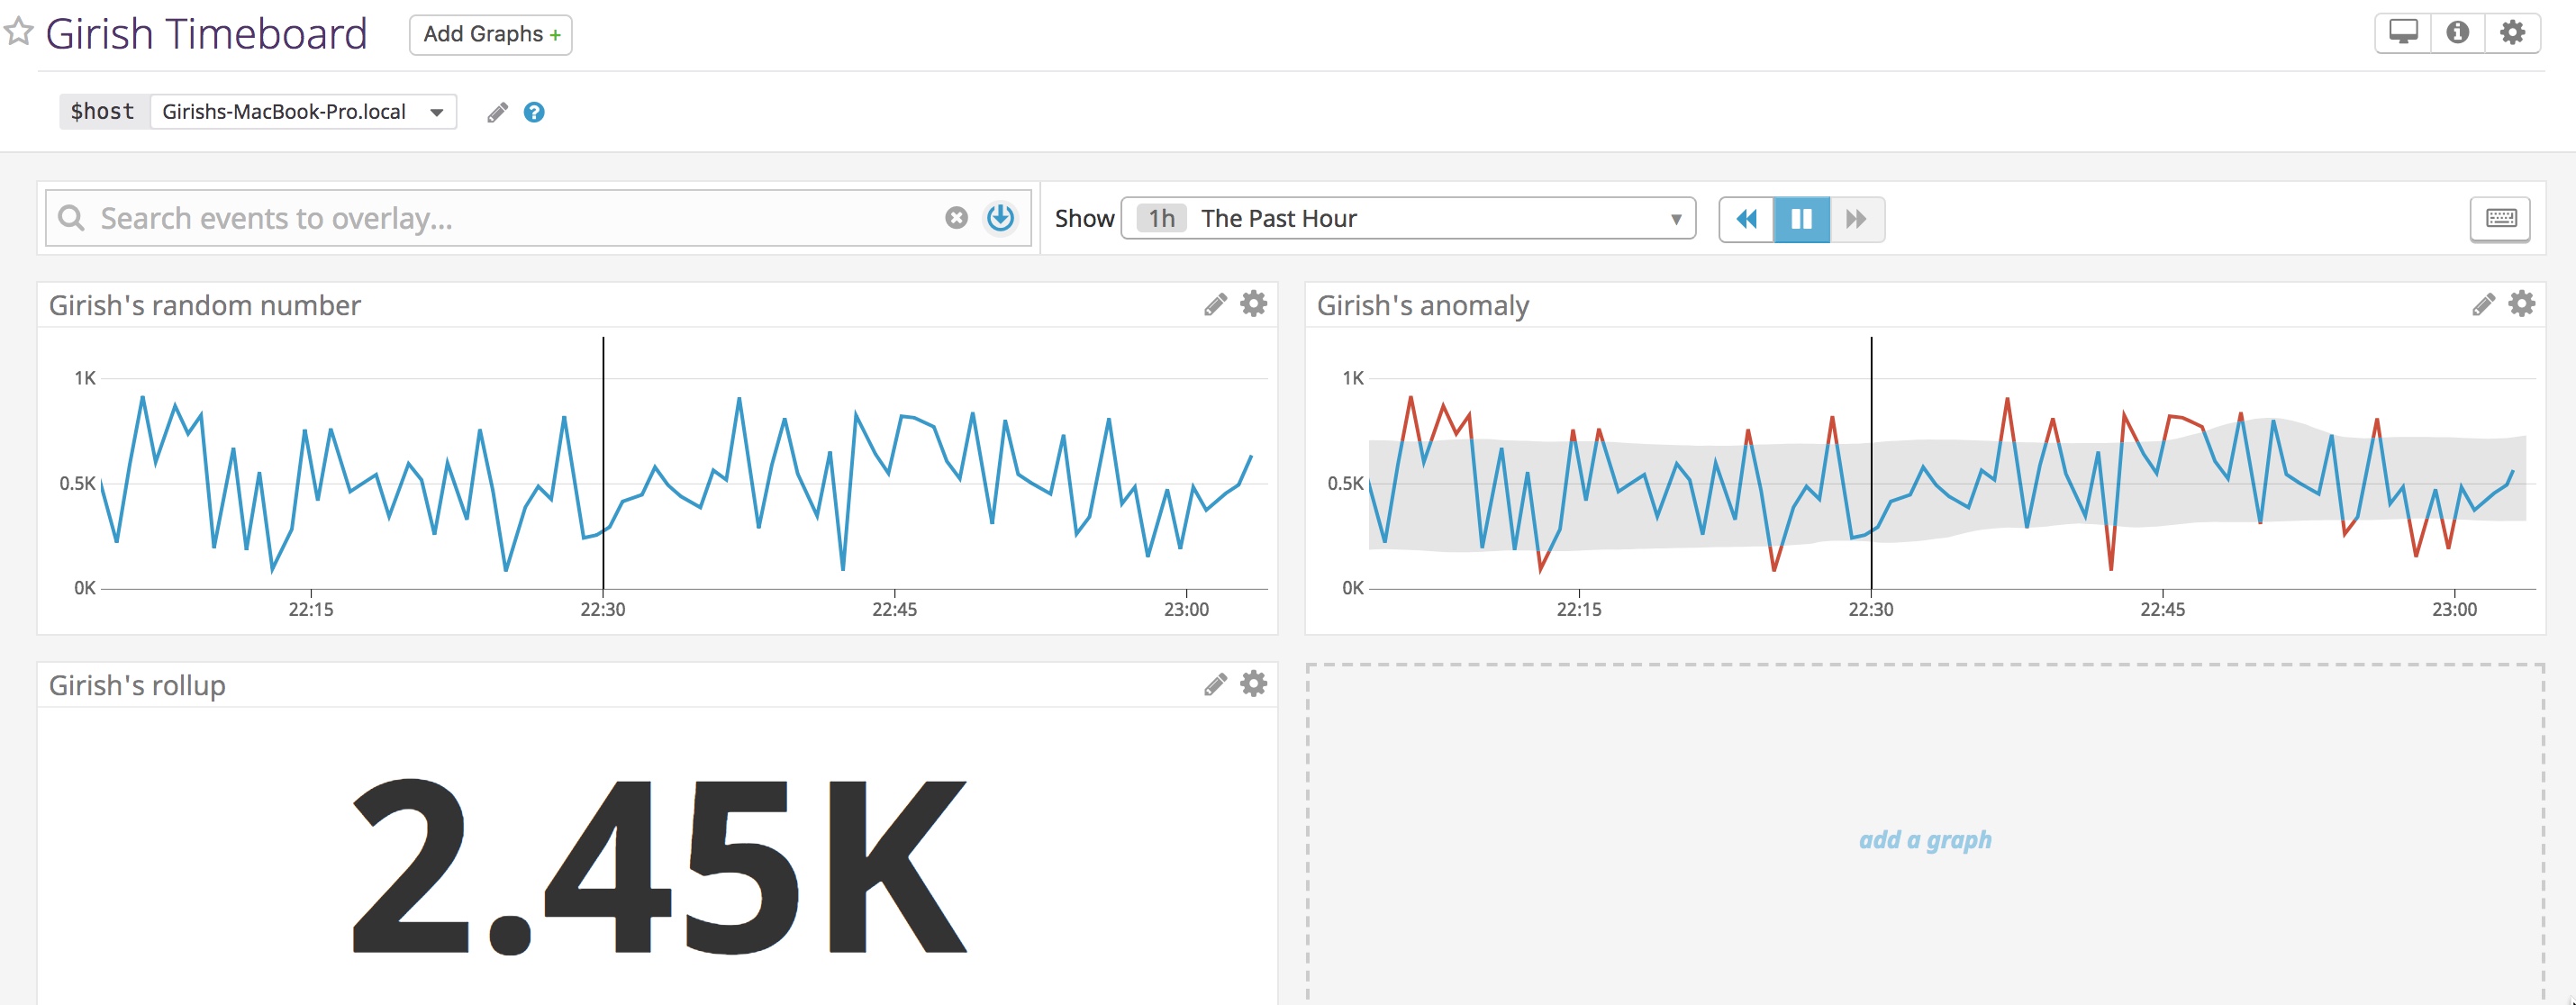 Girish Timeboard Add Graphs +
$host Girishs-MacBook-Pro.local ?
Search events to overlay... Show 1h The Past Hour
Girish's random number
1K
0.5K
0K
22:15 22:30 22:45 23:00
Girish's anomaly
1K
0.5K
0K
22:15 22:30 22:45 23:00
Girish's rollup
2.45K
add a graph